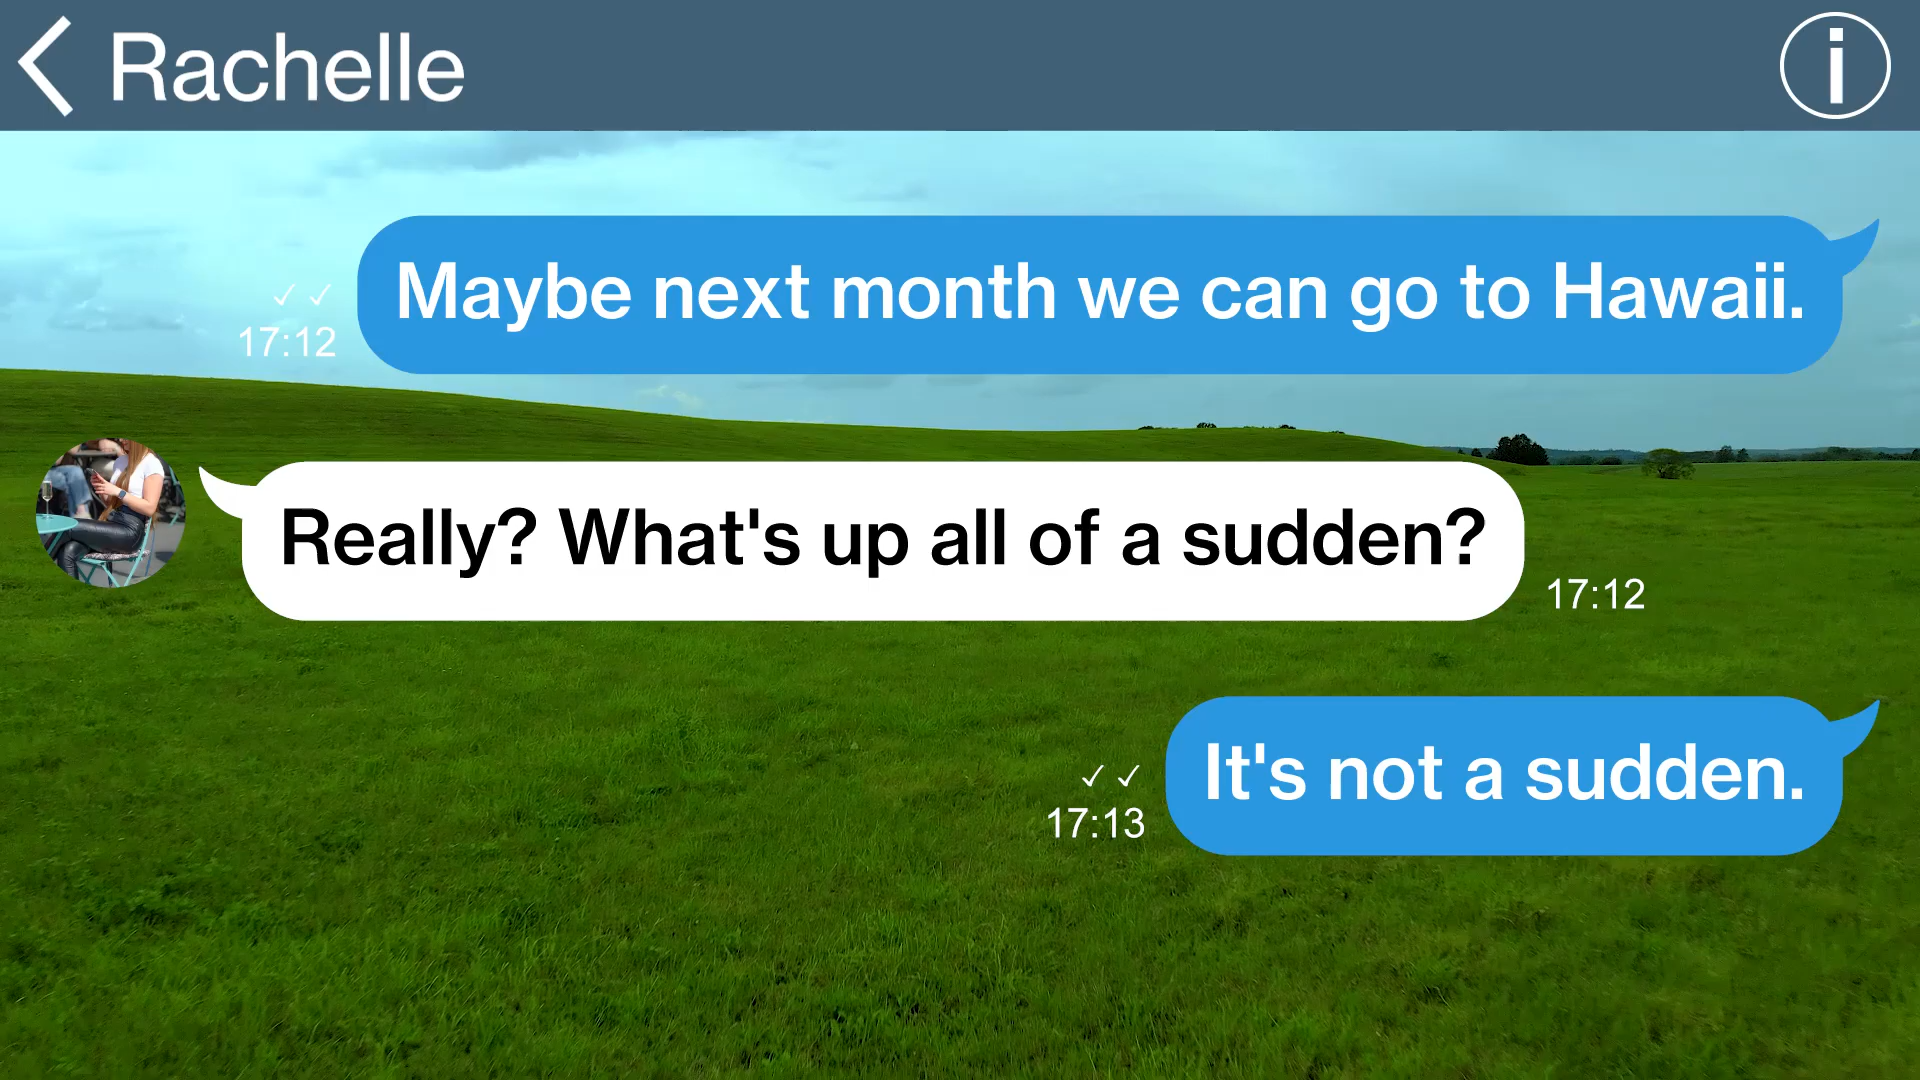 Rachelle
Maybe next month we can go to Hawaii.
✓ ✓
17:12
Really? What's up all of a sudden?
17:12
It's not a sudden.
✓ ✓
17:13